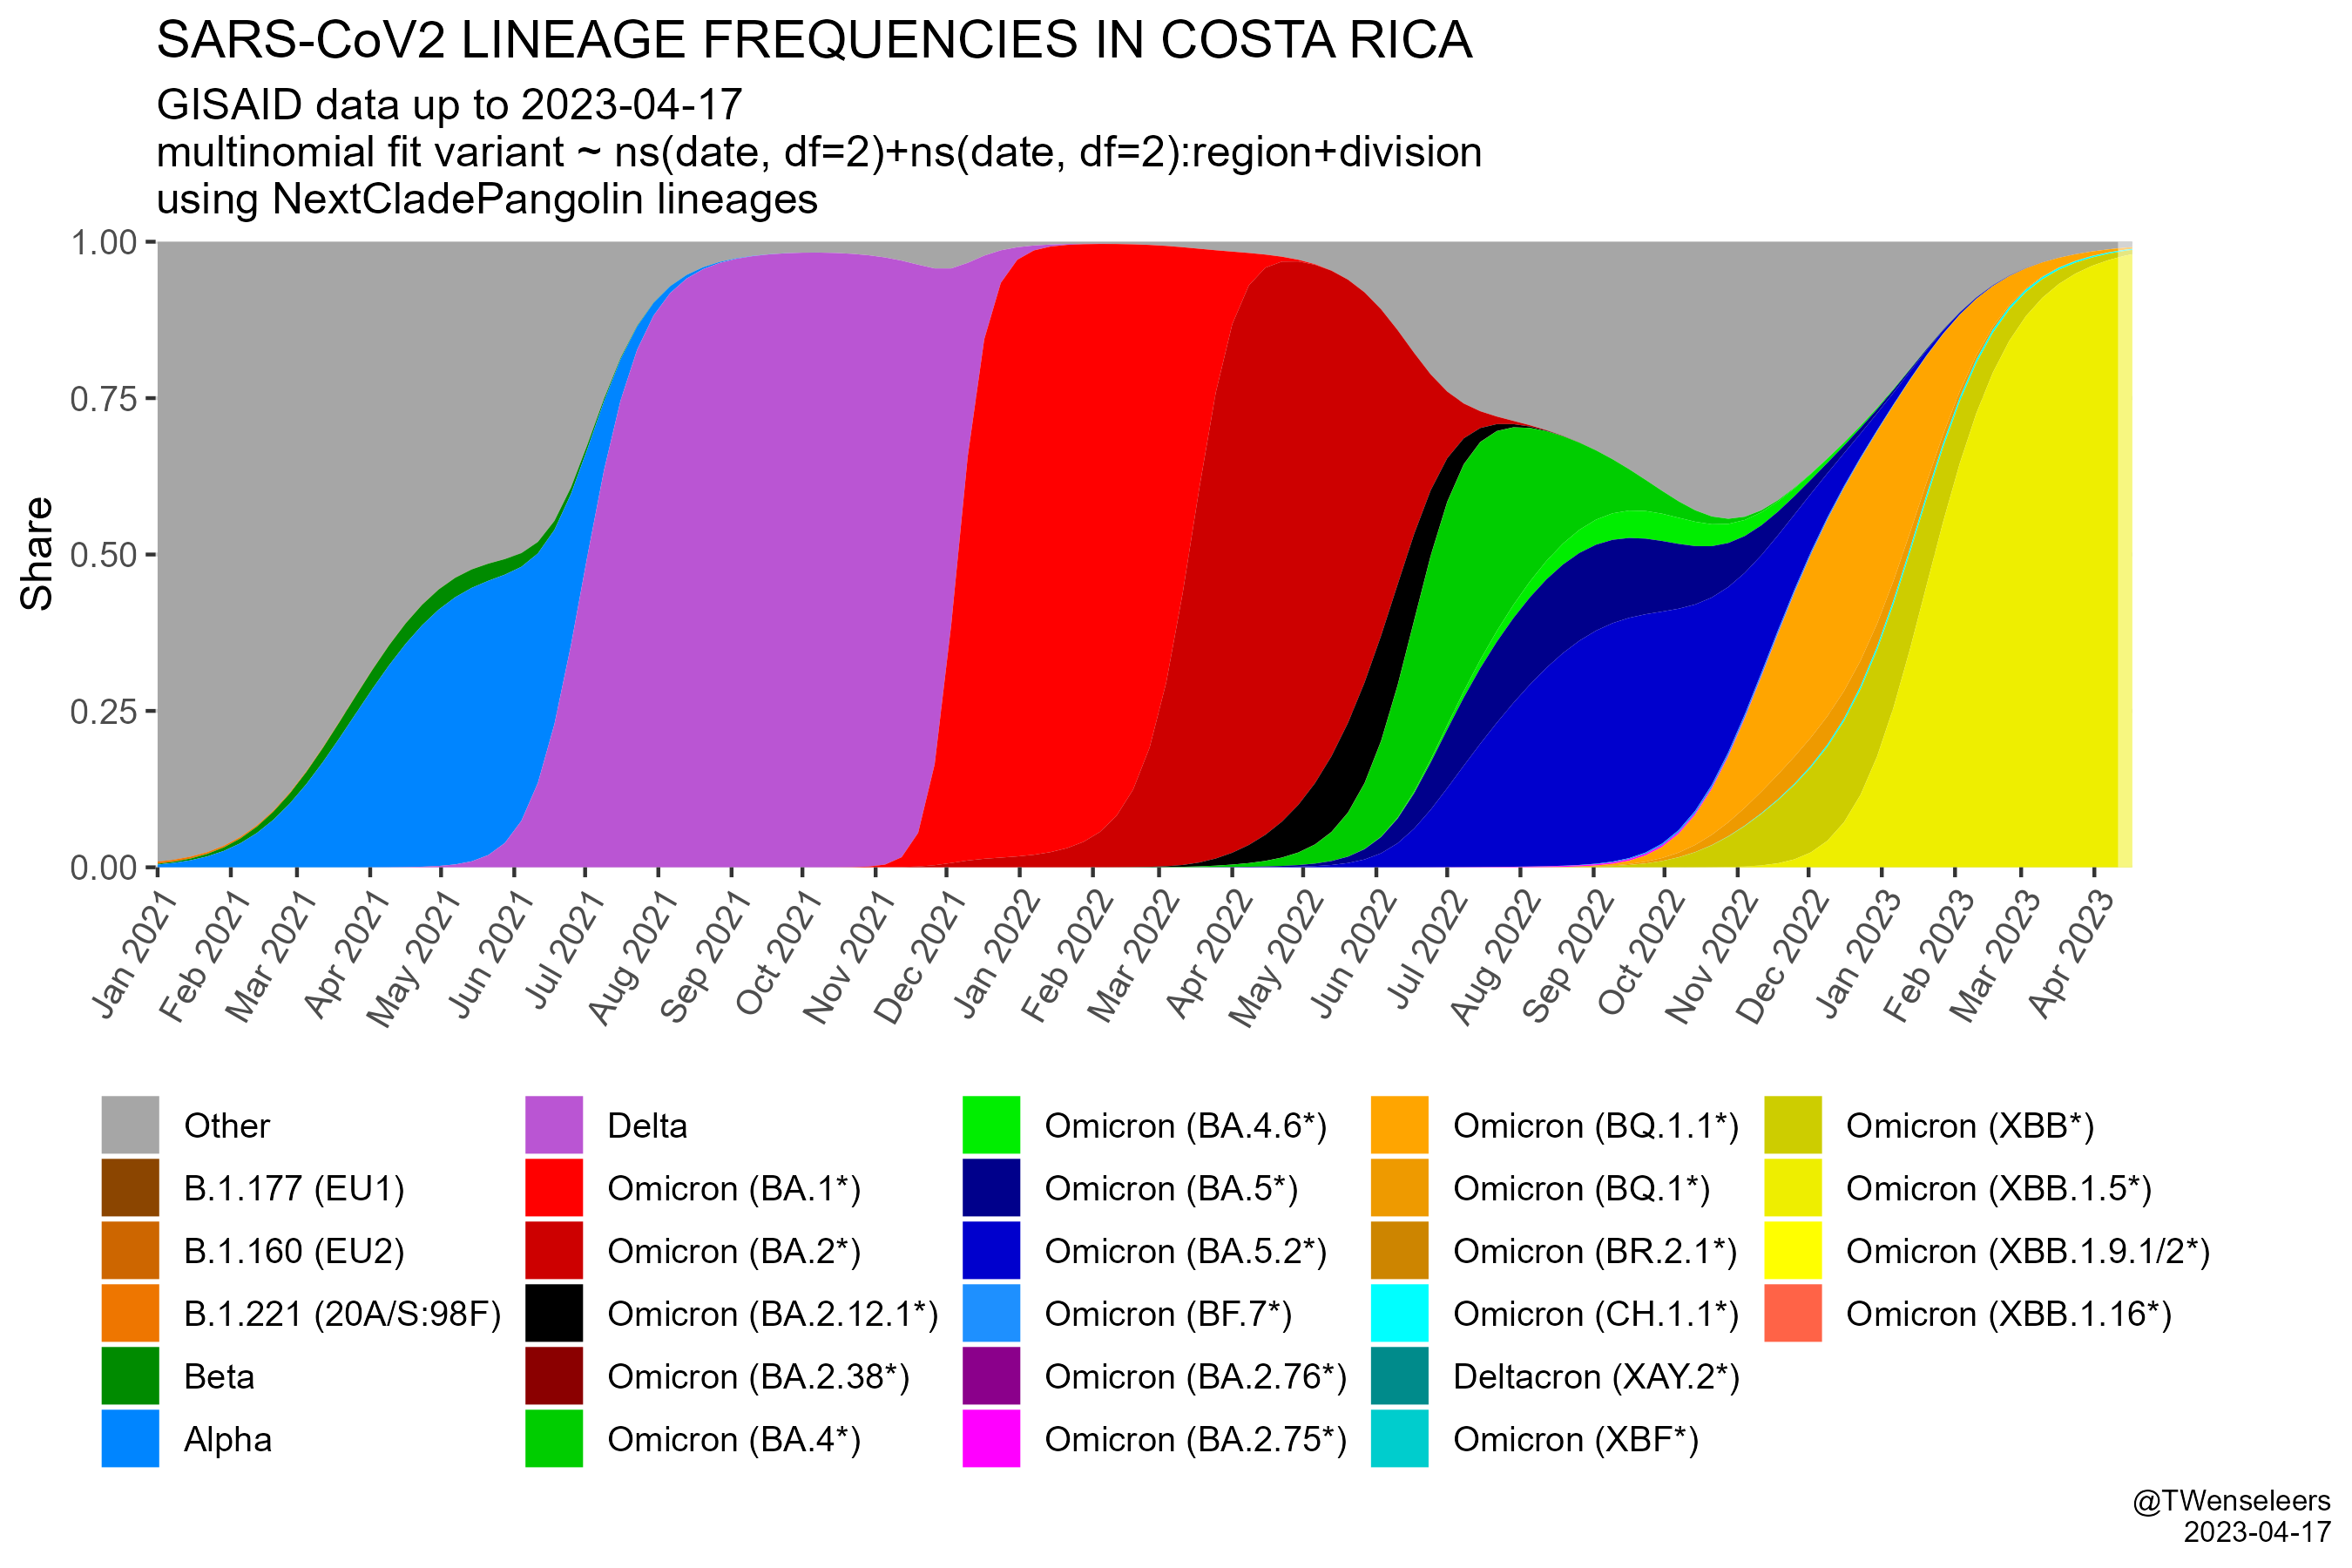 SARS-CoV2 LINEAGE FREQUENCIES IN COSTA RICA
GISAID data up to 2023-04-17
multinomial fit variant ~ ns(date, df=2)+ns(date, df=2):region+division
using NextCladePangolin lineages
Share
1.00
0.75
0.50
0.25
0.00
Jan 2021
Feb 2021
Mar 2021
Apr 2021
May 2021
Jun 2021
Jul 2021
Aug 2021
Sep 2021
Oct 2021
Nov 2021
Dec 2021
Jan 2022
Feb 2022
Mar 2022
Apr 2022
May 2022
Jun 2022
Jul 2022
Aug 2022
Sep 2022
Oct 2022
Nov 2022
Dec 2022
Jan 2023
Feb 2023
Mar 2023
Apr 2023
Other
B.1.177 (EU1)
B.1.160 (EU2)
B.1.221 (20A/S:98F)
Beta
Alpha
Delta
Omicron (BA.1*)
Omicron (BA.2*)
Omicron (BA.2.12.1*)
Omicron (BA.2.38*)
Omicron (BA.4*)
Omicron (BA.4.6*)
Omicron (BA.5*)
Omicron (BA.5.2*)
Omicron (BF.7*)
Omicron (BA.2.76*)
Omicron (BA.2.75*)
Omicron (BQ.1.1*)
Omicron (BQ.1*)
Omicron (BR.2.1*)
Omicron (CH.1.1*)
Deltacron (XAY.2*)
Omicron (XBF*)
Omicron (XBB*)
Omicron (XBB.1.5*)
Omicron (XBB.1.9.1/2*)
Omicron (XBB.1.16*)
@TWenseleers
2023-04-17